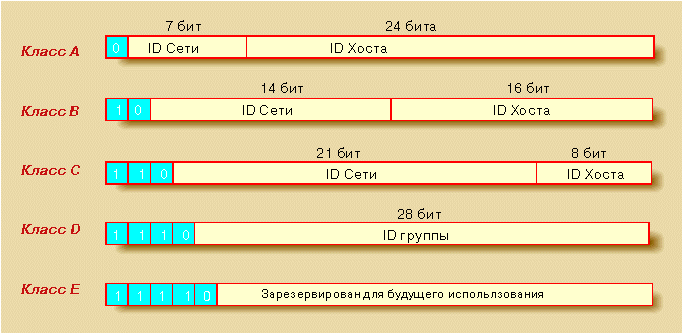 7 бит 24 бита
Класс A 0 ID Сети ID Хоста
14 бит 16 бит
Класс B 1 0 ID Сети ID Хоста
21 бит 8 бит
Класс C 1 1 0 ID Сети ID Хоста
28 бит
Класс D 1 1 1 0 ID группы
Класс E 1 1 1 1 0 Зарезервирован для будущего использьзования